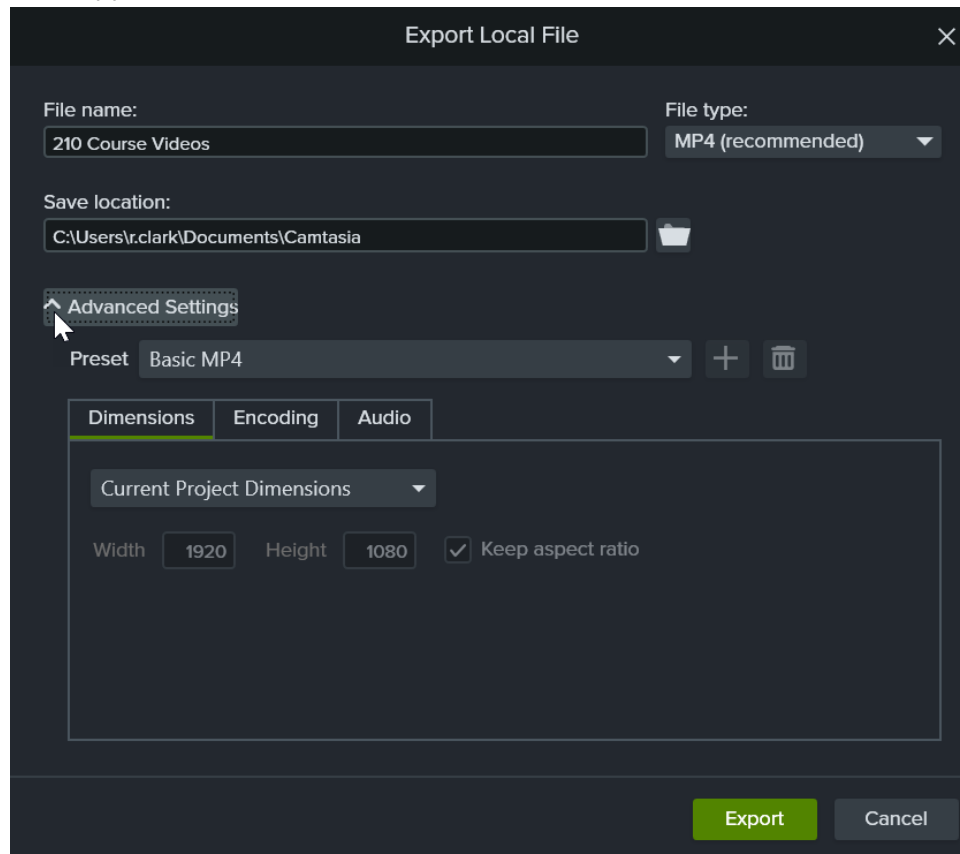 Export Local File
File name:
File type:
210 Course Videos
MP4 (recommended)
Save location:
C:\Users\r.clark\Documents\Camtasia
Advanced Settings
Preset Basic MP4
Dimensions Encoding Audio
Current Project Dimensions
Width 1920 Height 1080 Keep aspect ratio
Export Cancel